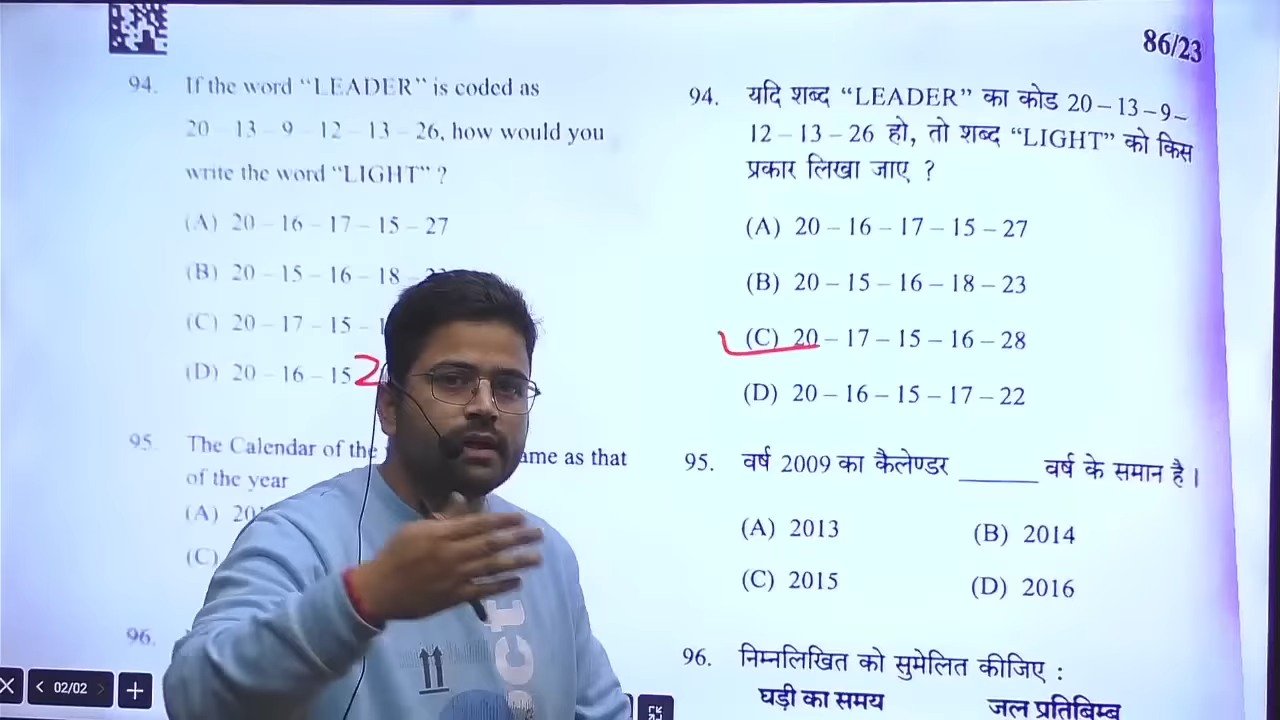 86/23
94. If the word “LEADER” is coded as
20 – 13 – 9 – 12 – 13 – 26, how would you
write the word “LIGHT” ?
(A) 20 – 16 – 17 – 15 – 27
(B) 20 – 15 – 16 – 18
(C) 20 – 17 – 15 –
(D) 20 – 16 – 15 2
95. The Calendar of the
ame as that
of the year
(A)
(C)
96.
94. यदि शब्द “LEADER” का कोड 20 – 13 – 9 –
12 – 13 – 26 हो, तो शब्द “LIGHT” को किस
प्रकार लिखा जाए ?
(A) 20 – 16 – 17 – 15 – 27
(B) 20 – 15 – 16 – 18 – 23
(C) 20 – 17 – 15 – 16 – 28
(D) 20 – 16 – 15 – 17 – 22
95. वर्ष 2009 का कैलेण्डर ______ वर्ष के समान है ।
(A) 2013 (B) 2014
(C) 2015 (D) 2016
96. निम्नलिखित को सुमेलित कीजिए :
घड़ी का समय जल प्रतिबिम्ब
02/02
ct